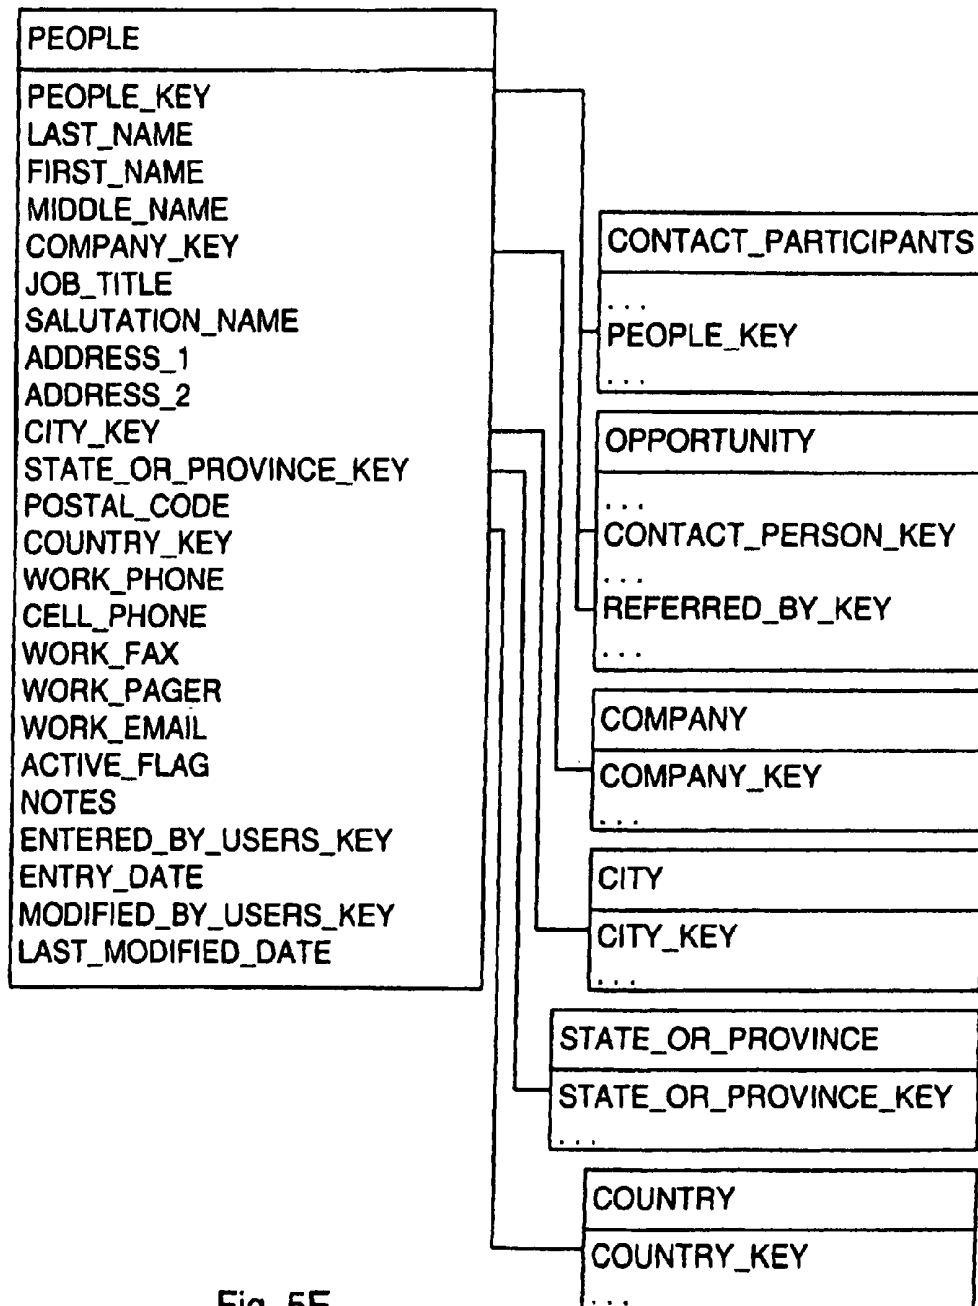 PEOPLE
PEOPLE_KEY
LAST_NAME
FIRST_NAME
MIDDLE_NAME
COMPANY_KEY
JOB_TITLE
SALUTATION_NAME
ADDRESS_1
ADDRESS_2
CITY_KEY
STATE_OR_PROVINCE_KEY
POSTAL_CODE
COUNTRY_KEY
WORK_PHONE
CELL_PHONE
WORK_FAX
WORK_PAGER
WORK_EMAIL
ACTIVE_FLAG
NOTES
ENTERED_BY_USERS_KEY
ENTRY_DATE
MODIFIED_BY_USERS_KEY
LAST_MODIFIED_DATE
CONTACT_PARTICIPANTS
. . .
PEOPLE_KEY
. . .
OPPORTUNITY
. . .
CONTACT_PERSON_KEY
. . .
REFERRED_BY_KEY
. . .
COMPANY
COMPANY_KEY
. . .
CITY
CITY_KEY
. . .
STATE_OR_PROVINCE
STATE_OR_PROVINCE_KEY
. . .
COUNTRY
COUNTRY_KEY
. . .